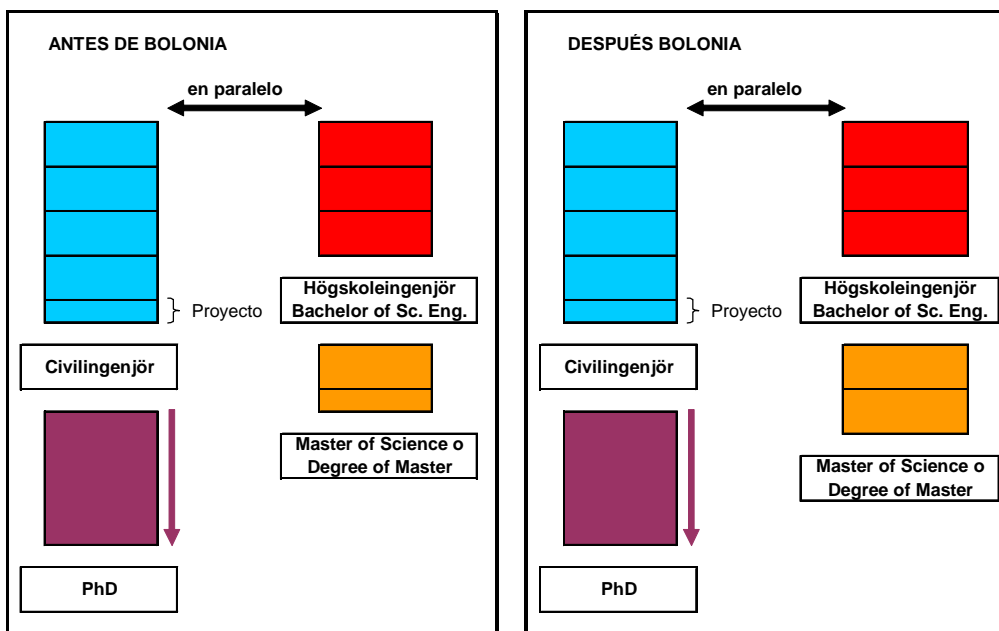 ANTES DE BOLONIA
en paralelo
Högskoleingenjör
Bachelor of Sc. Eng.
Proyecto
Civilingenjör
Master of Science o
Degree of Master
PhD
DESPUÉS BOLONIA
en paralelo
Högskoleingenjör
Bachelor of Sc. Eng.
Proyecto
Civilingenjör
Master of Science o
Degree of Master
PhD